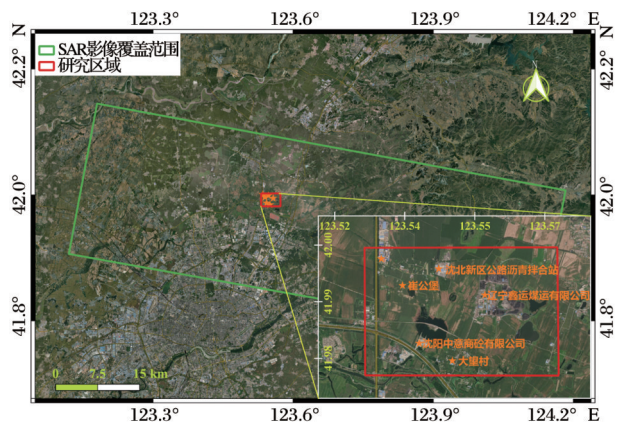 123.3° 123.6° 123.9° 124.2° E
N
42.2°
42.0°
41.8°
SAR影像覆盖范围
研究区域
N
42.2°
42.0°
41.8°
123.52 123.54 123.55 123.57
42.00
41.99
41.98
沈北新区公路沥青拌合站
樹公堡
辽宁鑫运煤运有限公司
沈阳中意商砼有限公司
大里村
0 7.5 15 km
123.3° 123.6° 123.9° 124.2° E